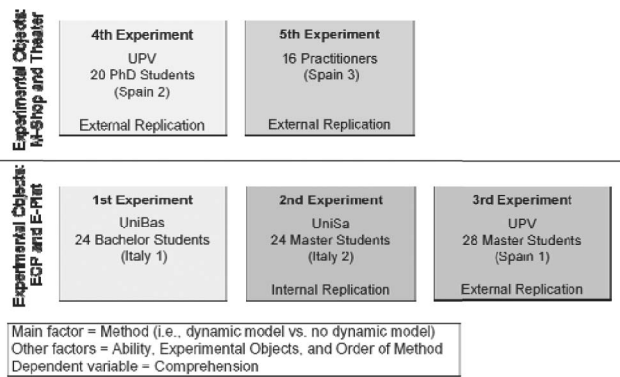 Experimental Objects:
M-Shop and Theater
4th Experiment
UPV
20 PhD Students
(Spain 2)
External Replication
5th Experiment
16 Practitioners
(Spain 3)
External Replication
Experimental Objects:
ECP and E-Plat
1st Experiment
UniBas
24 Bachelor Students
(Italy 1)
2nd Experiment
UniSa
24 Master Students
(Italy 2)
Internal Replication
3rd Experiment
UPV
28 Master Students
(Spain 1)
External Replication
Main factor = Method (i.e., dynamic model vs. no dynamic model)
Other factors = Ability, Experimental Objects, and Order of Method
Dependent variable = Comprehension